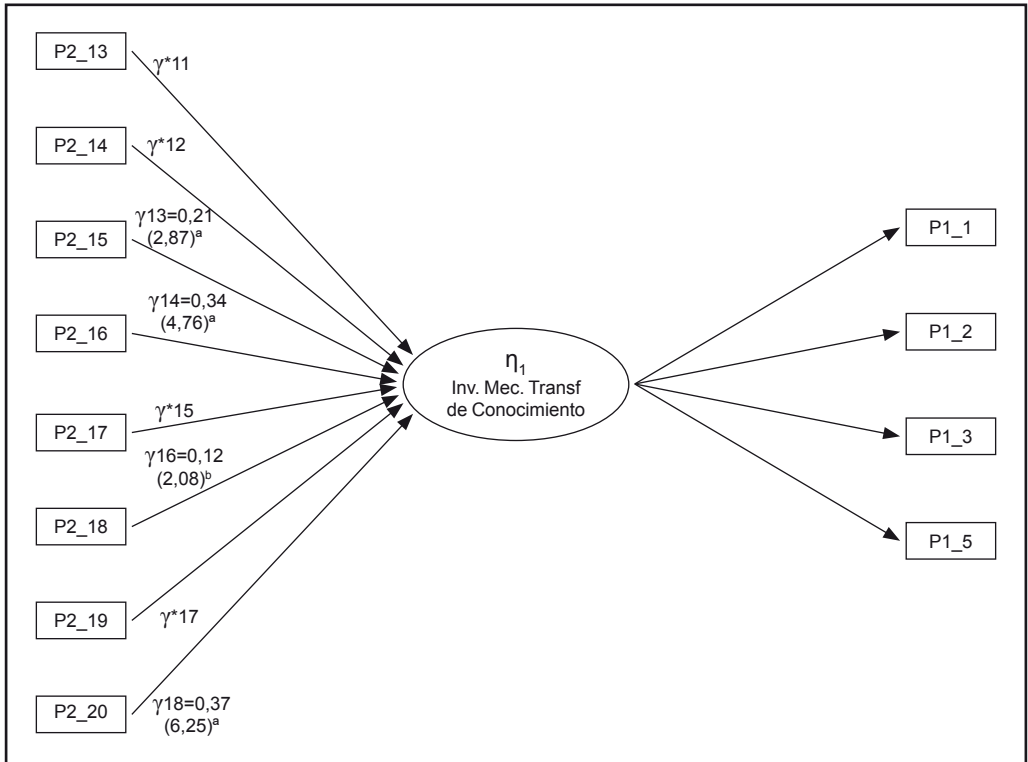 P2_13
γ*11
P2_14
γ*12
P2_15
γ13=0,21
(2,87)ª
P2_16
γ14=0,34
(4,76)ª
P2_17
γ*15
P2_18
γ16=0,12
(2,08)ᵇ
P2_19
γ*17
P2_20
γ18=0,37
(6,25)ª
η₁
Inv. Mec. Transf
de Conocimiento
P1_1
P1_2
P1_3
P1_5